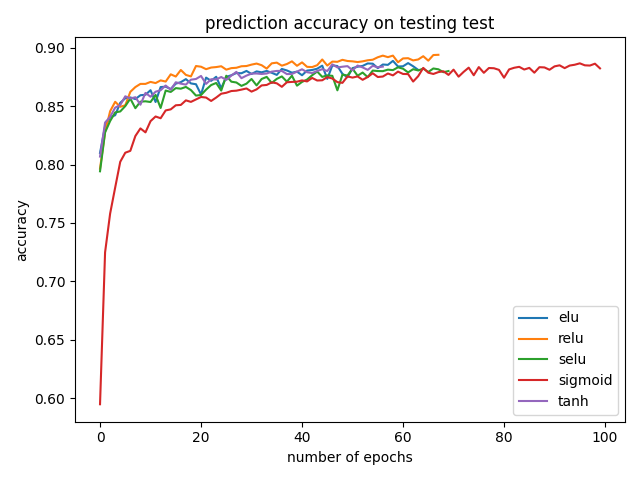 prediction accuracy on testing test
accuracy
0.90
0.85
0.80
0.75
0.70
0.65
0.60
elu
relu
selu
sigmoid
tanh
0 20 40 60 80 100
number of epochs